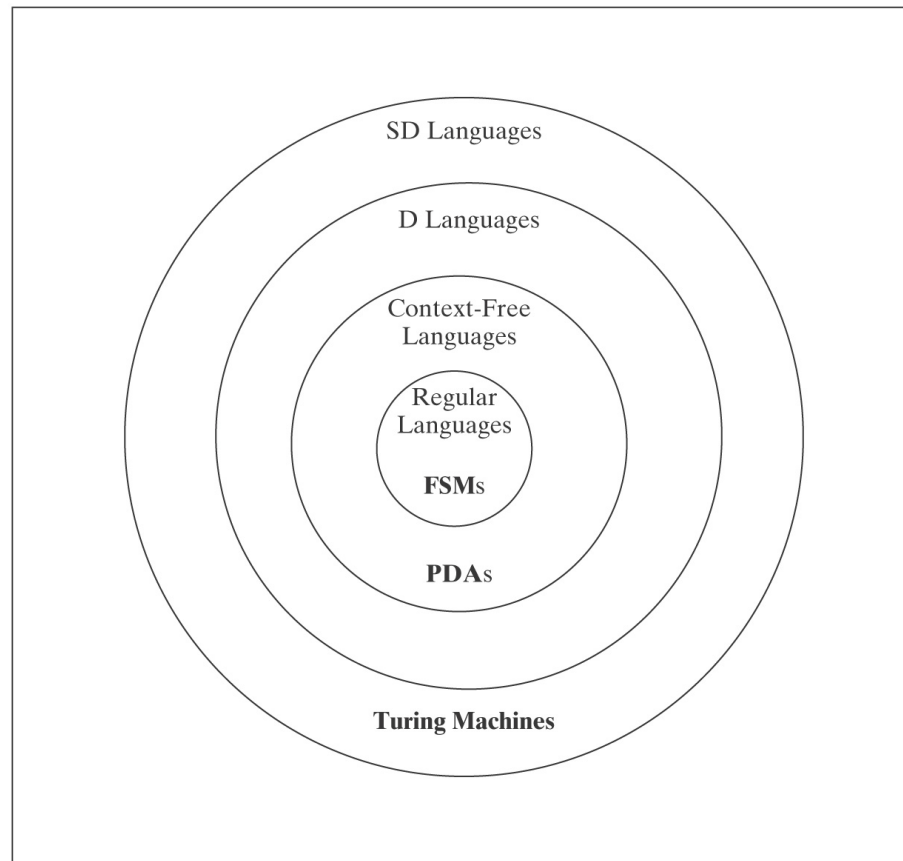 SD Languages
D Languages
Context-Free
Languages
Regular
Languages
FSMs
PDAs
Turing Machines